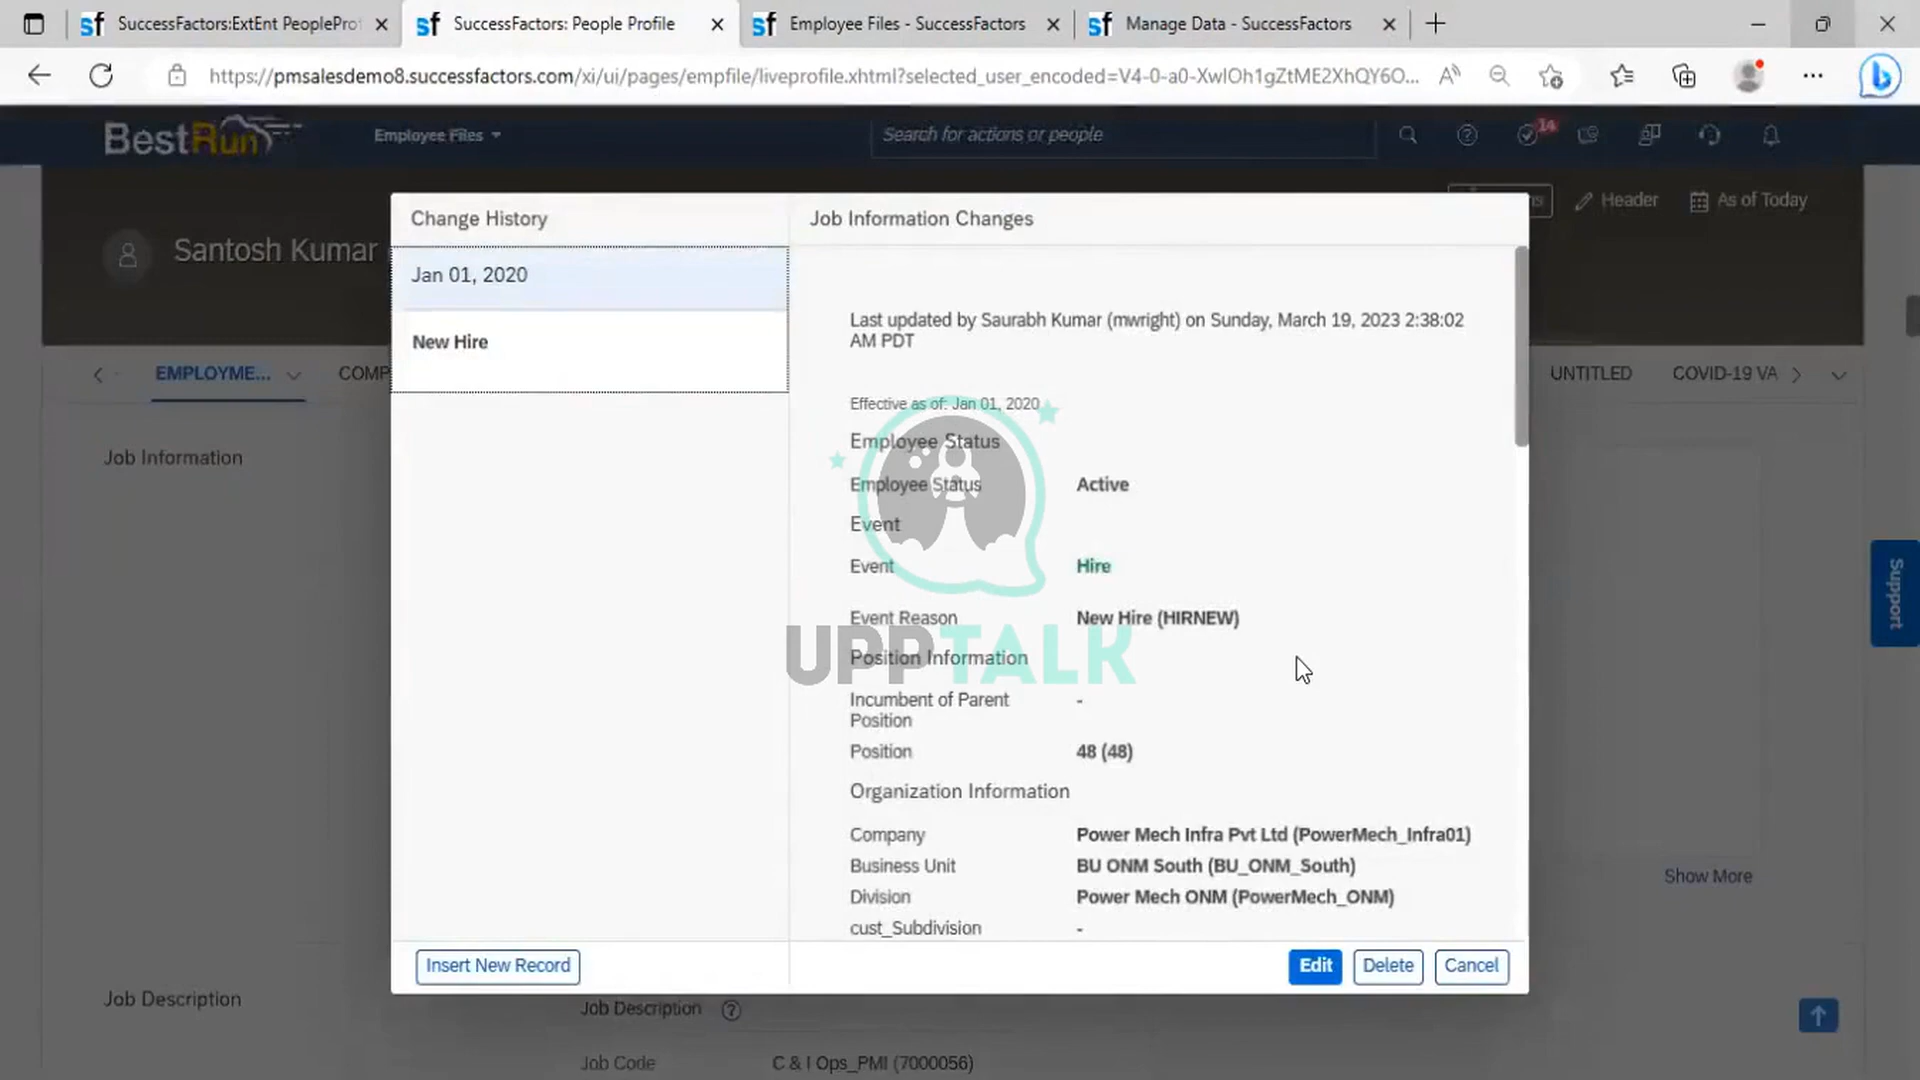 SuccessFactors:ExtEnt PeoplePro
SuccessFactors: People Profile
Employee Files - SuccessFactors
Manage Data - SuccessFactors
https://pmsalesdemo8.successfactors.com/xi/ui/pages/empfile/liveprofile.xhtml?selected_user_encoded=V4-0-a0-XwIOh1gZtME2XhQY6O...
BestRun
Employee Files
Search for actions or people
14
Header
As of Today
Santosh Kumar
EMPLOYME...
COMP
UNTITLED
COVID-19 VA
Change History
Jan 01, 2020
New Hire
Job Information Changes
Last updated by Saurabh Kumar (mwright) on Sunday, March 19, 2023 2:38:02
AM PDT
Effective as of: Jan 01, 2020
Employee Status
Employee Status Active
Event
Event Hire
Event Reason New Hire (HIRNEW)
UPPTALK
Position Information
Incumbent of Parent
Position -
Position 48 (48)
Organization Information
Company Power Mech Infra Pvt Ltd (PowerMech_Infra01)
Business Unit BU ONM South (BU_ONM_South)
Division Power Mech ONM (PowerMech_ONM)
cust_Subdivision -
Insert New Record
Edit
Delete
Cancel
Job Information
Show More
Support
Job Description
Job Description
Job Code C & I Ops_PMI (7000056)